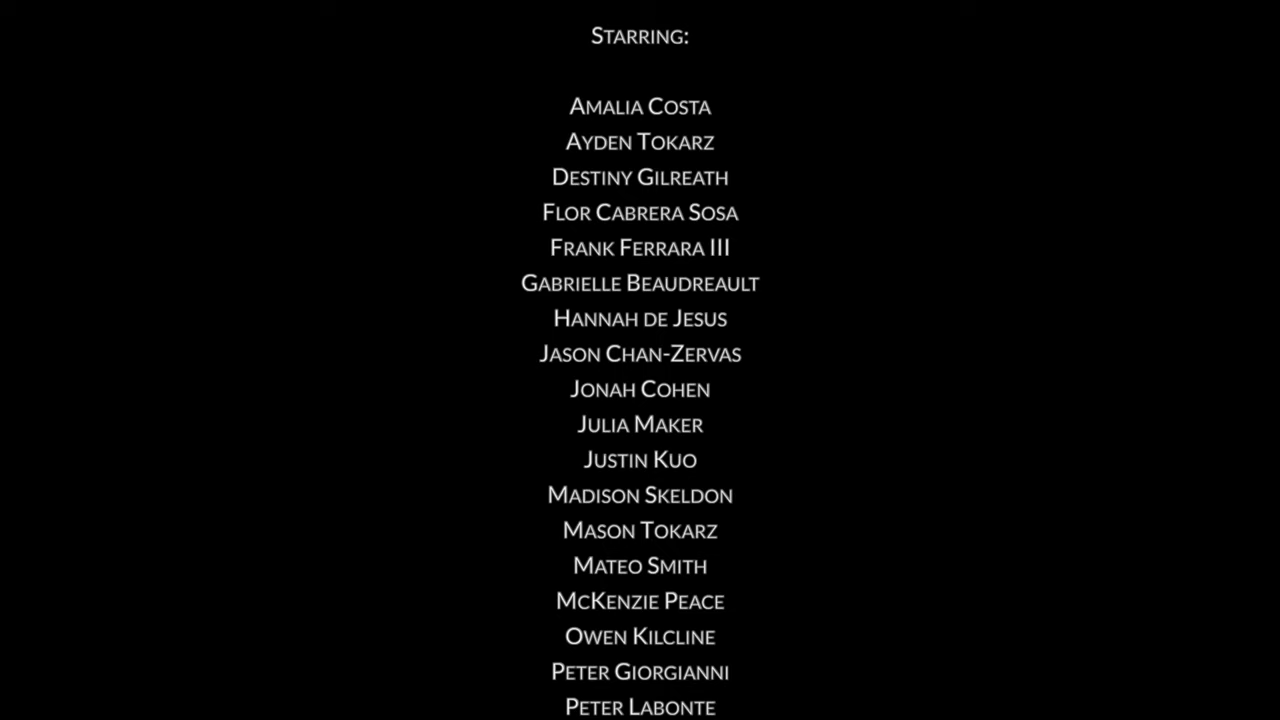 Starring:
Amalia Costa
Ayden Tokarz
Destiny Gilreath
Flor Cabrera Sosa
Frank Ferrara III
Gabrielle Beaudreault
Hannah de Jesus
Jason Chan-Zervas
Jonah Cohen
Julia Maker
Justin Kuo
Madison Skeldon
Mason Tokarz
Mateo Smith
McKenzie Peace
Owen Kilcline
Peter Giorgianni
Peter Labonte